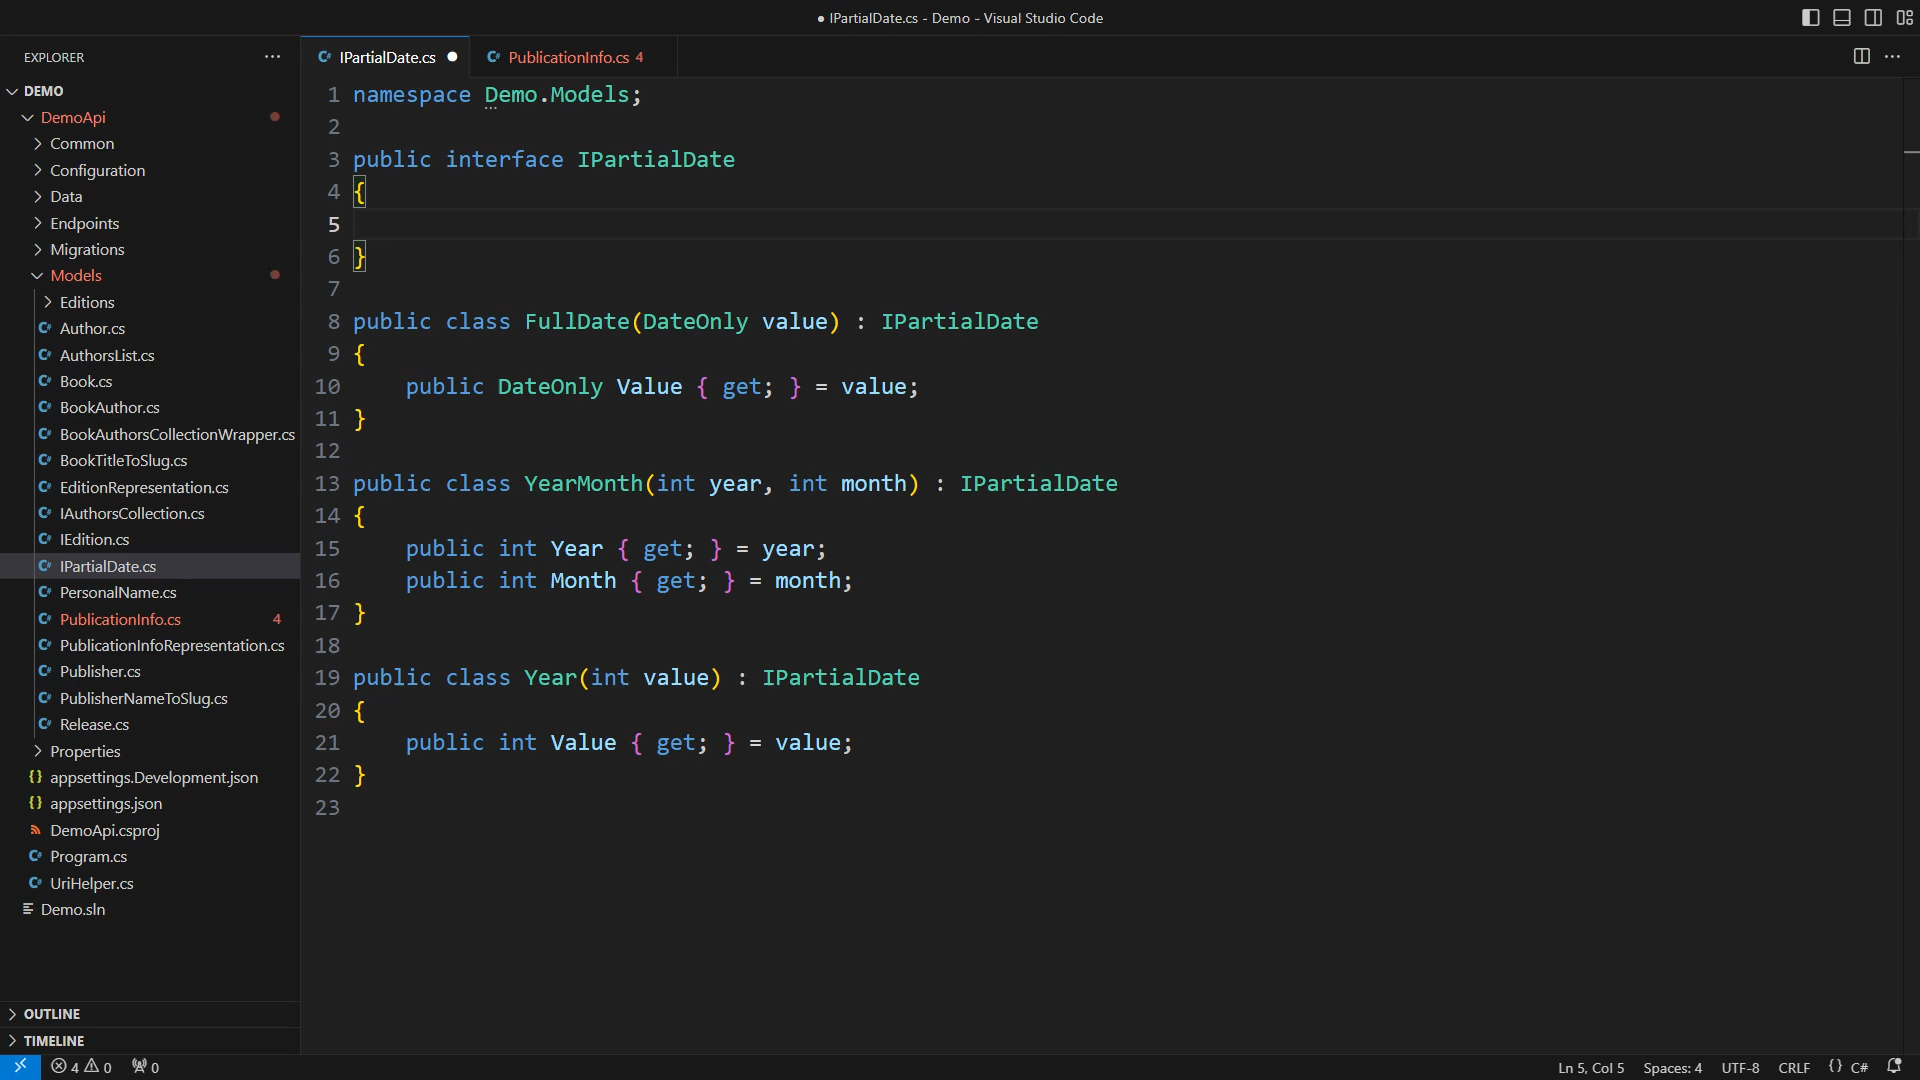 ● IPartialDate.cs - Demo - Visual Studio Code
EXPLORER
IPartialDate.cs
PublicationInfo.cs 4
DEMO
DemoApi
Common
Configuration
Data
Endpoints
Migrations
Models
Editions
Author.cs
AuthorsList.cs
Book.cs
BookAuthor.cs
BookAuthorsCollectionWrapper.cs
BookTitleToSlug.cs
EditionRepresentation.cs
IAuthorsCollection.cs
IEdition.cs
IPartialDate.cs
PersonalName.cs
PublicationInfo.cs 4
PublicationInfoRepresentation.cs
Publisher.cs
PublisherNameToSlug.cs
Release.cs
Properties
appsettings.Development.json
appsettings.json
DemoApi.csproj
Program.cs
UriHelper.cs
Demo.sln
OUTLINE
TIMELINE
1 namespace Demo.Models;
2
3 public interface IPartialDate
4 {
5
6 }
7
8 public class FullDate(DateOnly value) : IPartialDate
9 {
10     public DateOnly Value { get; } = value;
11 }
12
13 public class YearMonth(int year, int month) : IPartialDate
14 {
15     public int Year { get; } = year;
16     public int Month { get; } = month;
17 }
18
19 public class Year(int value) : IPartialDate
20 {
21     public int Value { get; } = value;
22 }
23
4 0 0 Ln 5, Col 5 Spaces: 4 UTF-8 CRLF {} C#